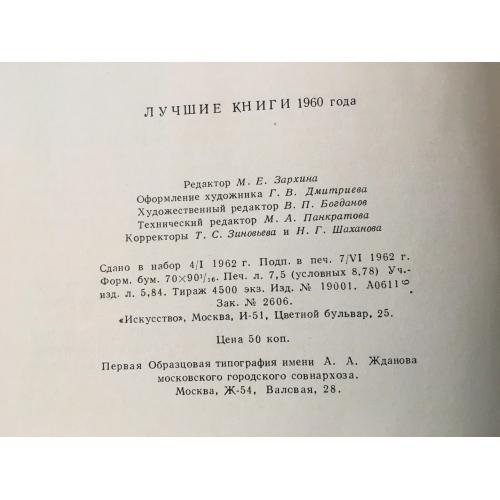 ЛУЧШИЕ КНИГИ 1960 года
Редактор М. Е. Зархина
Оформление художника Г. В. Дмитриева
Художественный редактор В. П. Богданов
Технический редактор М. А. Панкратова
Корректоры Т. С. Зиновьева и Н. Г. Шаханова
Сдано в набор 4/I 1962 г. Подп. в печ. 7/VI 1962 г.
Форм. бум. 70×90¹/₁₆. Печ. л. 7,5 (условных 8,78) Уч.-
изд. л. 5,84. Тираж 4500 экз. Изд. № 19001. А06116.
Зак. № 2606.
«Искусство», Москва, И-51, Цветной бульвар, 25.
Цена 50 коп.
Первая Образцовая типография имени А. А. Жданова
московского городского совнархоза.
Москва, Ж-54, Валовая, 28.